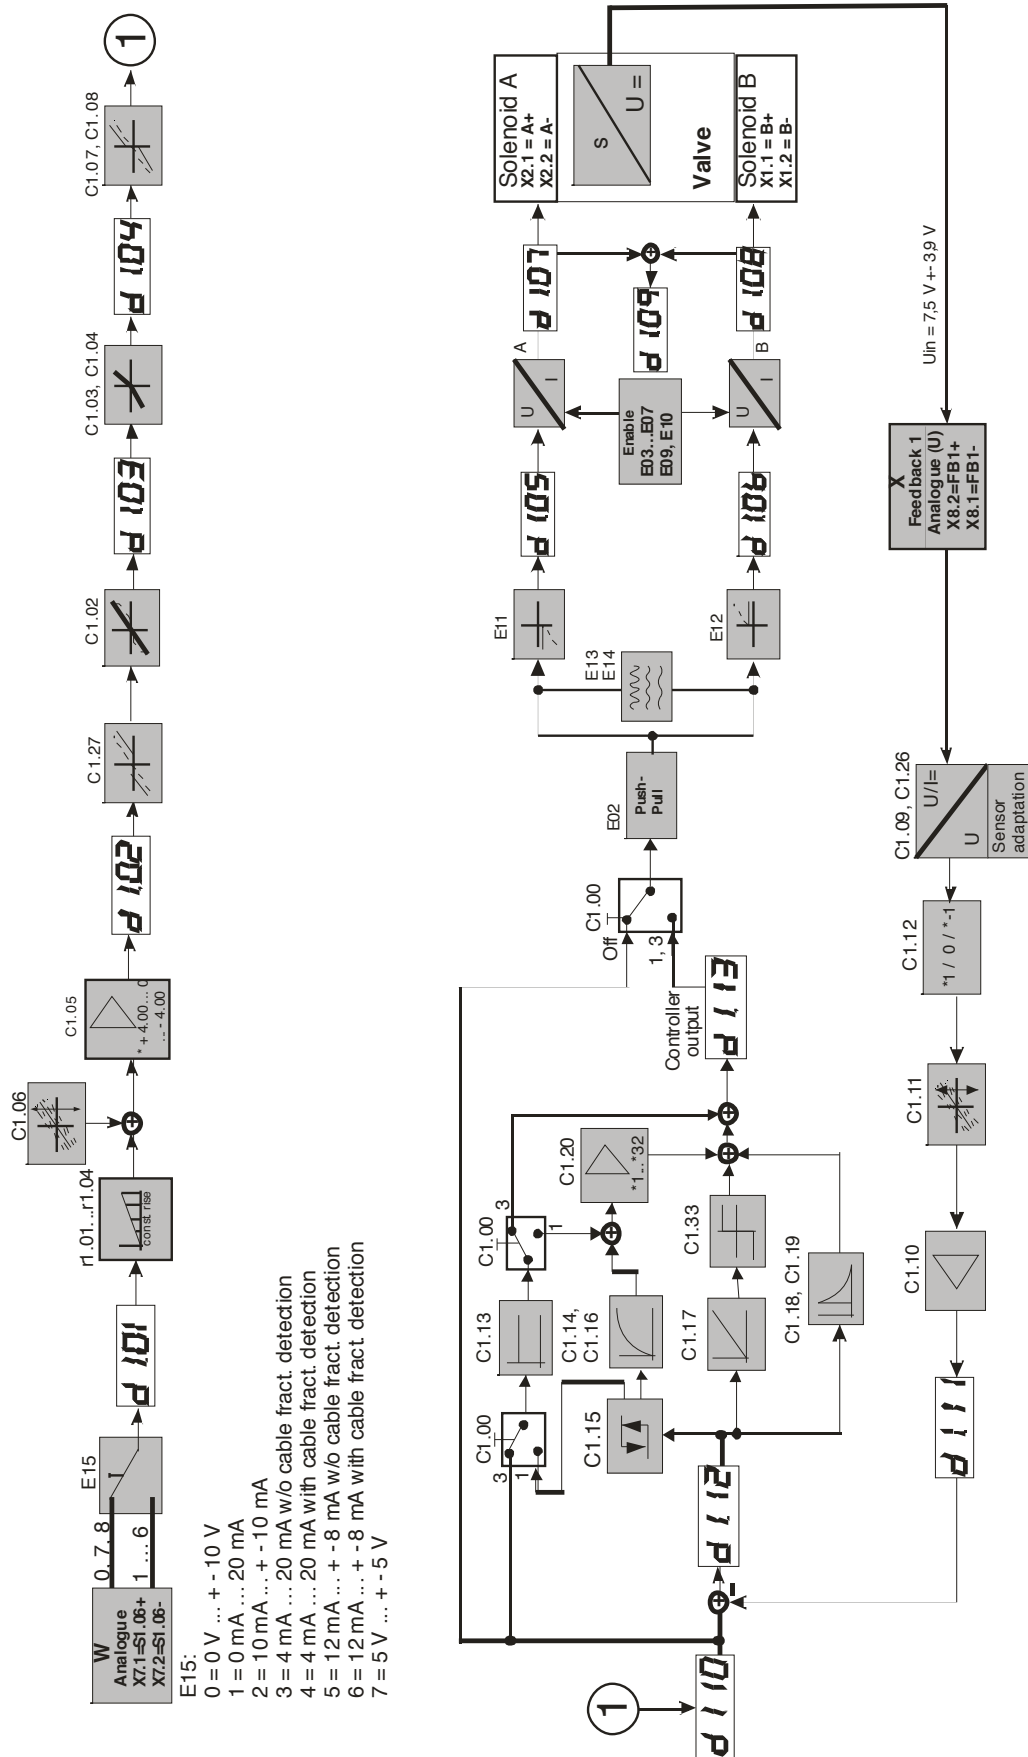 W
Analogue
X7.1=S1.06+
X7.2=S1.06-
0, 7, 8
1 ... 6
E15
P 101
r1.01...r1.04
const. rise
C1.06
+
C1.05
* + 4.00 ... 0
... - 4.00
P 102
C1.27
C1.02
P 103
C1.03, C1.04
P 104
C1.07, C1.08
1
E15:
0 = 0 V ... + - 10 V
1 = 0 mA ... 20 mA
2 = 10 mA ... + - 10 mA
3 = 4 mA ... 20 mA w/o cable fract. detection
4 = 4 mA ... 20 mA with cable fract. detection
5 = 12 mA ... + - 8 mA w/o cable fract. detection
6 = 12 mA ... + - 8 mA with cable fract. detection
7 = 5 V ... + - 5 V
1
P 110
+
-
P 112
C1.00
3
1
C1.13
C1.00
3
1
C1.15
C1.14,
C1.16
+
C1.20
*1...*32
C1.17
C1.33
C1.18, C1.19
+
+
Controller
output
P 113
Off
1, 3
C1.00
E02
Push-
Pull
E13
E14
E11
P 105
U
I
A
P 107
Solenoid A
X2.1 = A+
X2.2 = A-
Enable
E03...E07
E09, E10
P 109
+
s
U =
Valve
E12
P 106
U
I
B
P 108
Solenoid B
X1.1 = B+
X1.2 = B-
Uin = 7,5 V +- 3,9 V
X
Feedback 1
Analogue (U)
X8.2=FB1+
X8.1=FB1-
C1.09, C1.26
U/I=
U
Sensor
adaptation
C1.12
*1 / 0 / *-1
C1.11
C1.10
P 111